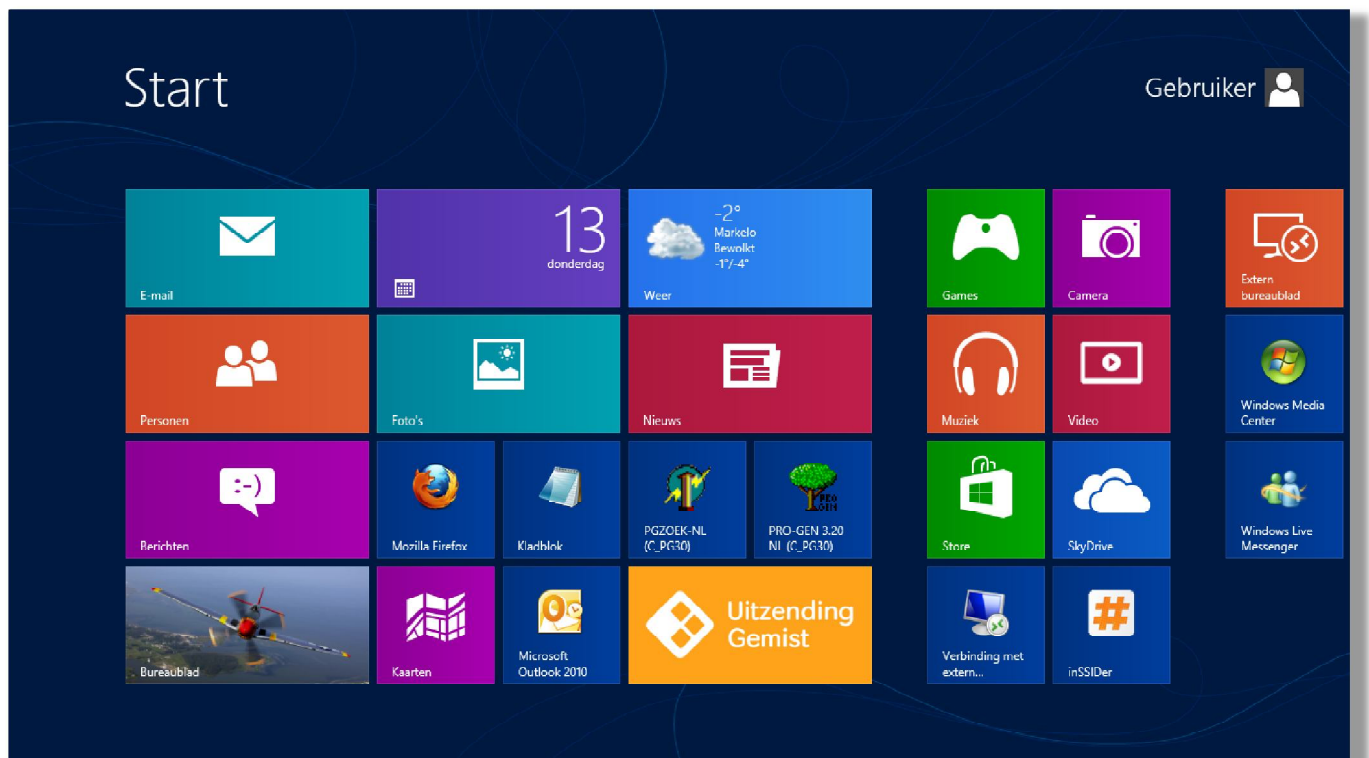 Start
Gebruiker
E-mail
13
donderdag
-2°
Markelo
Bewolkt
-1°/-4°
Weer
Games
Camera
Extern
bureaublad
Personen
Foto's
Nieuws
Muziek
Video
Windows Media
Center
:-)
Berichten
Mozilla Firefox
Kladblok
PGZOEK-NL
(C_PG30)
PRO
GEN
PRO-GEN 3.20
NL (C_PG30)
Store
SkyDrive
Windows Live
Messenger
Bureaublad
Kaarten
Microsoft
Outlook 2010
Uitzending
Gemist
Verbinding met
extern...
#
inSSIDer